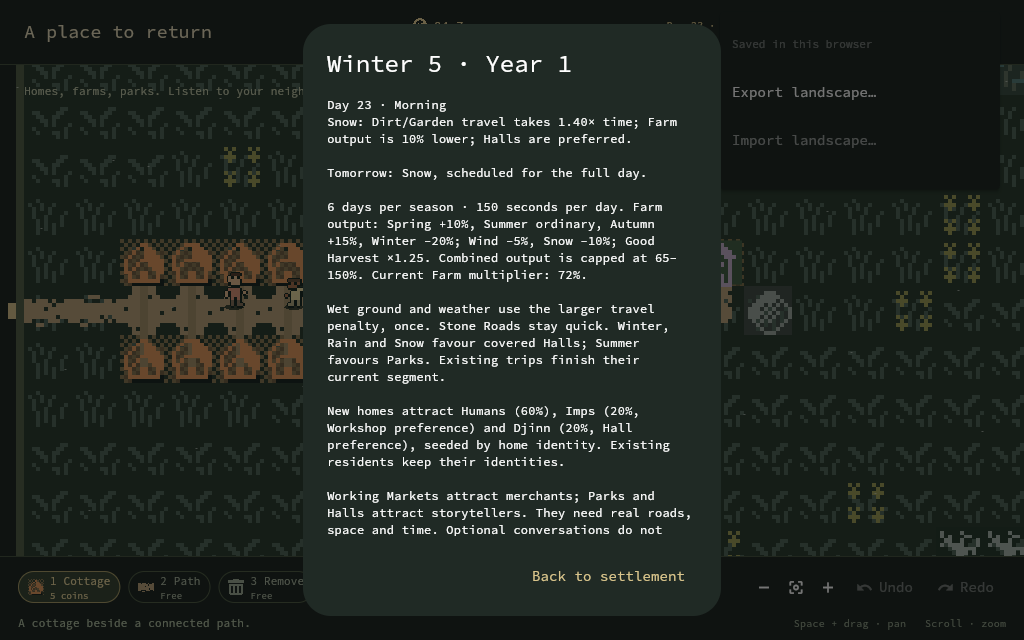 A place to return
Saved in this browser
Export landscape…
Import landscape…
Homes, farms, parks. Listen to your neigh
Winter 5 · Year 1
Day 23 · Morning
Snow: Dirt/Garden travel takes 1.40× time; Farm
output is 10% lower; Halls are preferred.
Tomorrow: Snow, scheduled for the full day.
6 days per season · 150 seconds per day. Farm
output: Spring +10%, Summer ordinary, Autumn
+15%, Winter −20%; Wind −5%, Snow −10%; Good
Harvest ×1.25. Combined output is capped at 65–
150%. Current Farm multiplier: 72%.
Wet ground and weather use the larger travel
penalty, once. Stone Roads stay quick. Winter,
Rain and Snow favour covered Halls; Summer
favours Parks. Existing trips finish their
current segment.
New homes attract Humans (60%), Imps (20%,
Workshop preference) and Djinn (20%, Hall
preference), seeded by home identity. Existing
residents keep their identities.
Working Markets attract merchants; Parks and
Halls attract storytellers. They need real roads,
space and time. Optional conversations do not
Back to settlement
1 Cottage
5 coins
2 Path
Free
3 Remove
Free
Undo
Redo
A cottage beside a connected path.
Space + drag · pan
Scroll · zoom